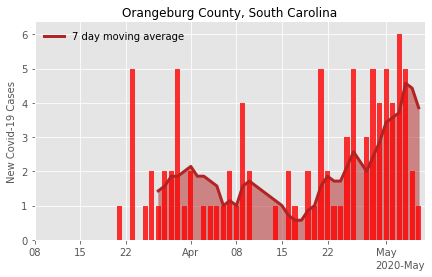 Orangeburg County, South Carolina
7 day moving average
New Covid-19 Cases
6
5
4
3
2
1
0
08 15 22 Apr 08 15 22 May
2020-May